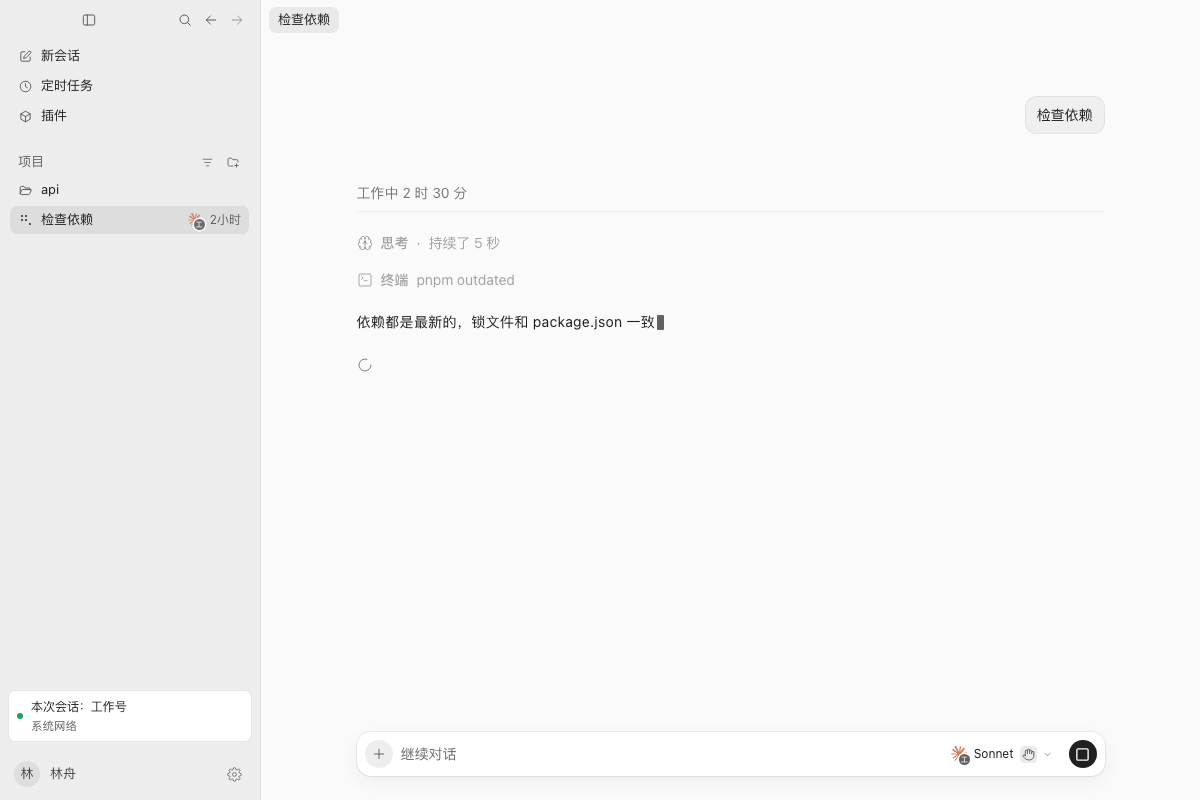 检查依赖
新会话
定时任务
插件
项目
api
检查依赖 工 2小时
本次会话：工作号
系统网络
林 林舟
检查依赖
工作中 2 时 30 分
思考 · 持续了 5 秒
终端 pnpm outdated
依赖都是最新的，锁文件和 package.json 一致
继续对话
工 Sonnet